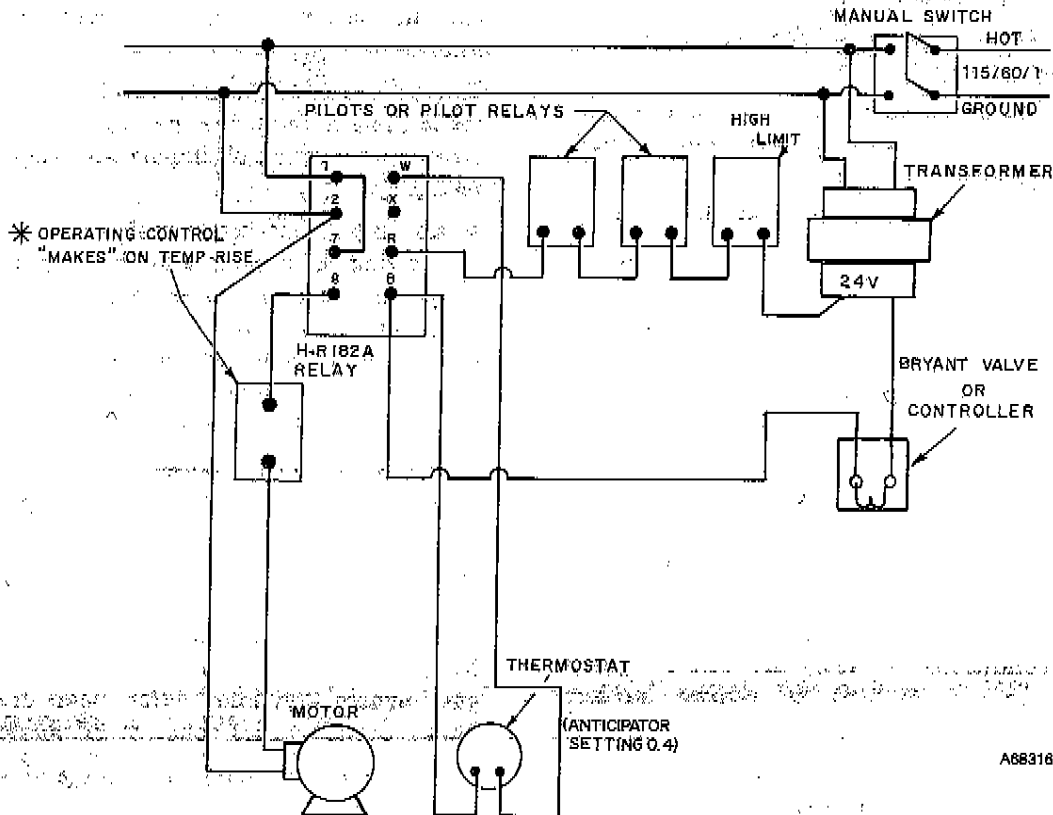 MANUAL SWITCH
HOT
115/60/1
GROUND
PILOTS OR PILOT RELAYS
HIGH
LIMIT
TRANSFORMER
24V
1 W
2 X
7 R
8 B
✳ OPERATING CONTROL
"MAKES" ON TEMP-RISE
H-R182A
RELAY
BRYANT VALVE
OR
CONTROLLER
THERMOSTAT
(ANTICIPATOR
SETTING 0.4)
MOTOR
A68316